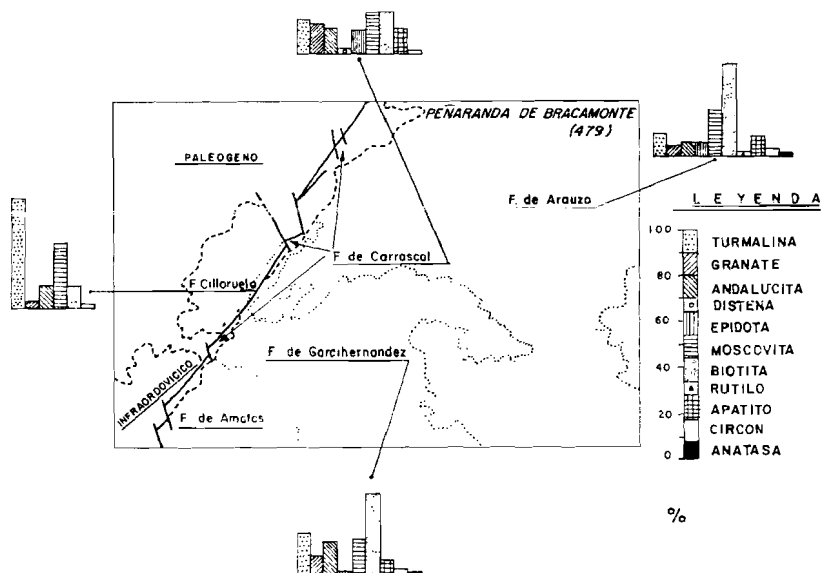 PEÑARANDA DE BRACAMONTE
(479)
PALEOGENO
F. de Arauzo
L E Y E N D A
100
80
60
40
20
0
TURMALINA
GRANATE
ANDALUCITA
DISTENA
EPIDOTA
MOSCOVITA
BIOTITA
RUTILO
APATITO
CIRCON
ANATASA
%
F. de Carrascal
F. Cilloruelo
F. de Garcihernandez
INFRAORDOVICICO
F. de Amatos